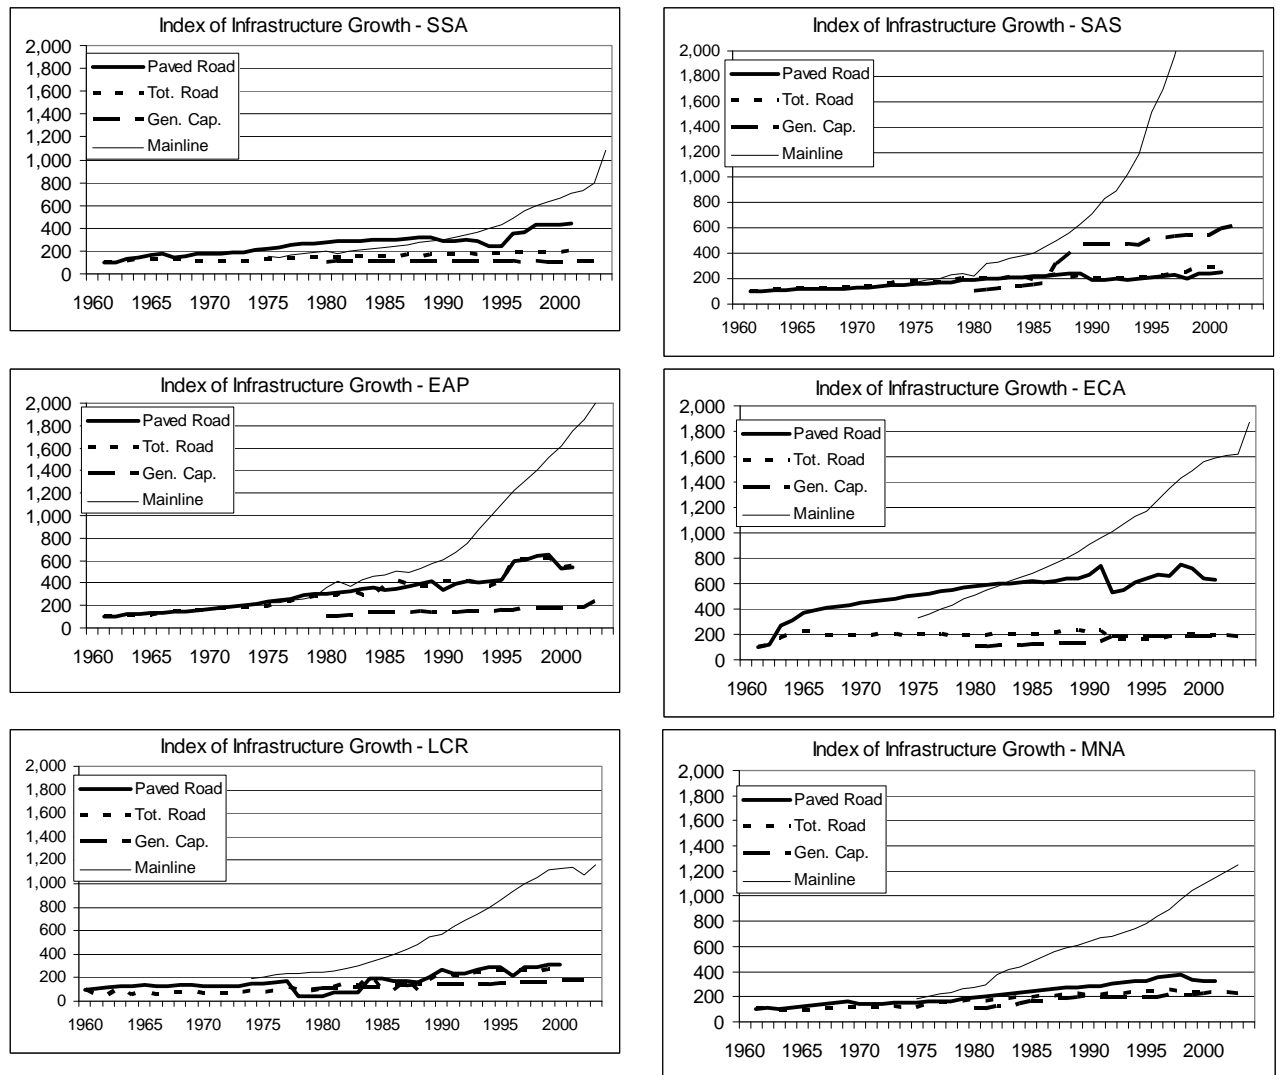 Index of Infrastructure Growth - SSA
2,000
1,800
1,600
1,400
1,200
1,000
800
600
400
200
0
Paved Road
Tot. Road
Gen. Cap.
Mainline
1960 1965 1970 1975 1980 1985 1990 1995 2000
Index of Infrastructure Growth - SAS
2,000
1,800
1,600
1,400
1,200
1,000
800
600
400
200
0
Paved Road
Tot. Road
Gen. Cap.
Mainline
1960 1965 1970 1975 1980 1985 1990 1995 2000
Index of Infrastructure Growth - EAP
2,000
1,800
1,600
1,400
1,200
1,000
800
600
400
200
0
Paved Road
Tot. Road
Gen. Cap.
Mainline
1960 1965 1970 1975 1980 1985 1990 1995 2000
Index of Infrastructure Growth - ECA
2,000
1,800
1,600
1,400
1,200
1,000
800
600
400
200
0
Paved Road
Tot. Road
Gen. Cap.
Mainline
1960 1965 1970 1975 1980 1985 1990 1995 2000
Index of Infrastructure Growth - LCR
2,000
1,800
1,600
1,400
1,200
1,000
800
600
400
200
0
Paved Road
Tot. Road
Gen. Cap.
Mainline
1960 1965 1970 1975 1980 1985 1990 1995 2000
Index of Infrastructure Growth - MNA
2,000
1,800
1,600
1,400
1,200
1,000
800
600
400
200
0
Paved Road
Tot. Road
Gen. Cap.
Mainline
1960 1965 1970 1975 1980 1985 1990 1995 2000